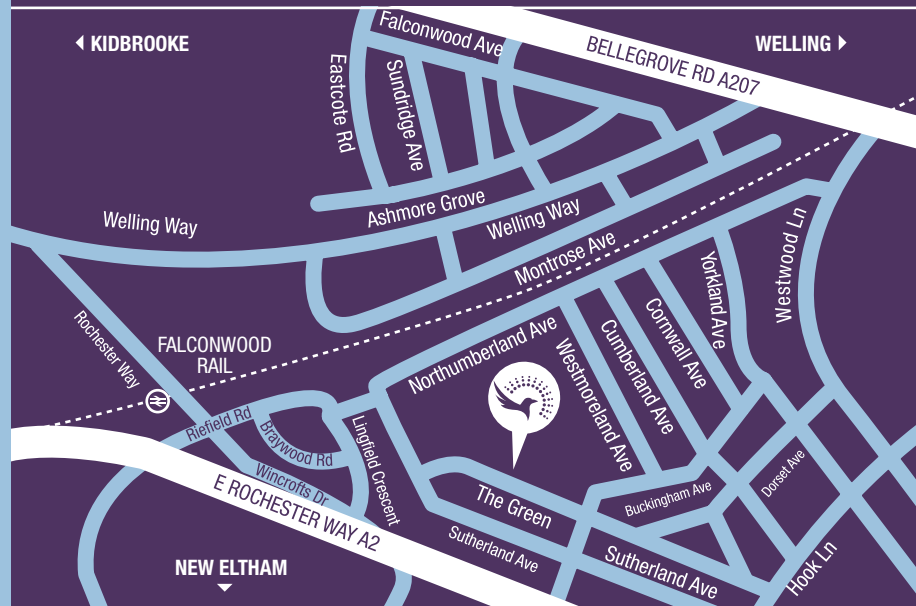 KIDBROOKE
Falconwood Ave
BELLEGROVE RD A207
WELLING
Eastcote Rd
Sundridge Ave
Welling Way
Ashmore Grove
Welling Way
Montrose Ave
Westwood Ln
Yorkland Ave
Cornwall Ave
Cumberland Ave
Westmoreland Ave
Northumberland Ave
Rochester Way
FALCONWOOD
RAIL
Riefield Rd
Braywood Rd
Lingfield Crescent
Wincrofts Dr
E ROCHESTER WAY A2
The Green
Buckingham Ave
Dorset Ave
Sutherland Ave
Sutherland Ave
Hook Ln
NEW ELTHAM